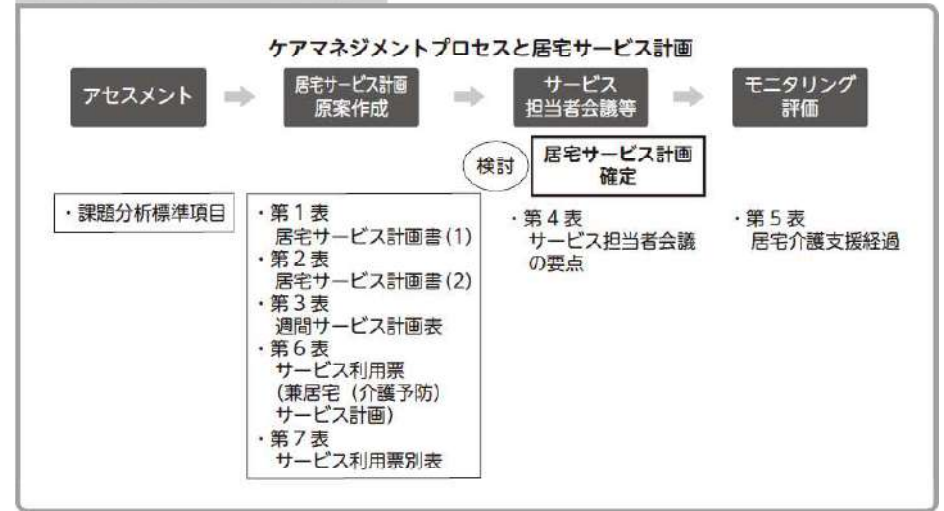 ケアマネジメントプロセスと居宅サービス計画
アセスメント
居宅サービス計画
原案作成
サービス
担当者会議等
モニタリング
評価
検討
居宅サービス計画
確定
・課題分析標準項目
・第1表
居宅サービス計画書(1)
・第2表
居宅サービス計画書(2)
・第3表
週間サービス計画表
・第6表
サービス利用票
(兼居宅(介護予防)
サービス計画)
・第7表
サービス利用票別表
・第4表
サービス担当者会議
の要点
・第5表
居宅介護支援経過